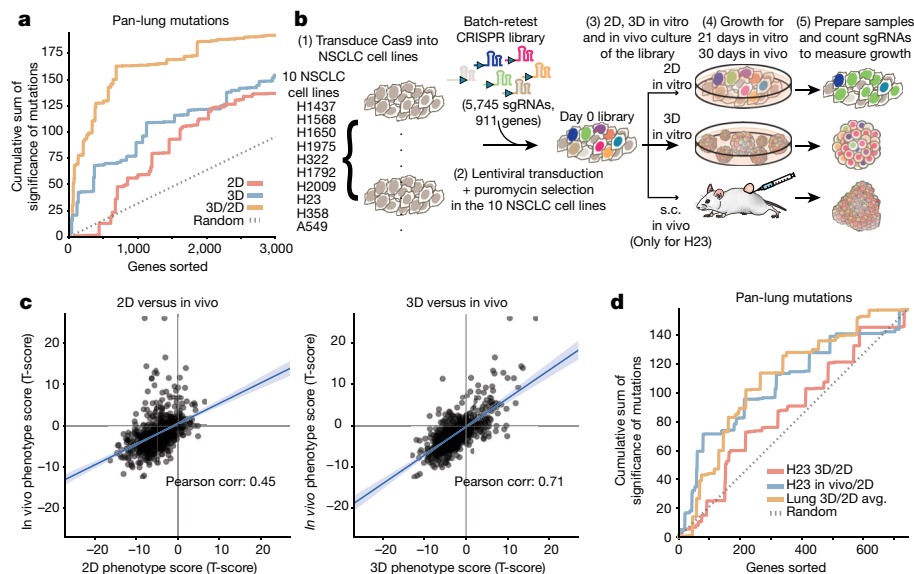 a
Pan-lung mutations
Cumulative sum of
significance of mutations
175
150
125
100
75
50
25
0
0
1,000
2,000
3,000
Genes sorted
2D
3D
3D/2D
Random
b
(1) Transduce Cas9 into
NSCLC cell lines
10 NSCLC
cell lines
H1437
H1568
H1650
H1975
H322
H1792
H2009
H23
H358
A549
Batch-retest
CRISPR library
(5,745 sgRNAs,
911 genes)
Day 0 library
(2) Lentiviral transduction
+ puromycin selection
in the 10 NSCLC cell lines
(3) 2D, 3D in vitro
and in vivo culture
of the library
2D
in vitro
3D
in vitro
s.c.
in vivo
(Only for H23)
(4) Growth for
21 days in vitro
30 days in vivo
(5) Prepare samples
and count sgRNAs
to measure growth
c
2D versus in vivo
In vivo phenotype score (T-score)
20
10
0
−10
−20
Pearson corr: 0.45
−20
−10
0
10
20
2D phenotype score (T-score)
3D versus in vivo
In vivo phenotype score (T-score)
20
10
0
−10
−20
Pearson corr: 0.71
−20
−10
0
10
20
3D phenotype score (T-score)
d
Pan-lung mutations
Cumulative sum of
significance of mutations
140
120
100
80
60
40
20
0
0
200
400
600
Genes sorted
H23 3D/2D
H23 in vivo/2D
Lung 3D/2D avg.
Random